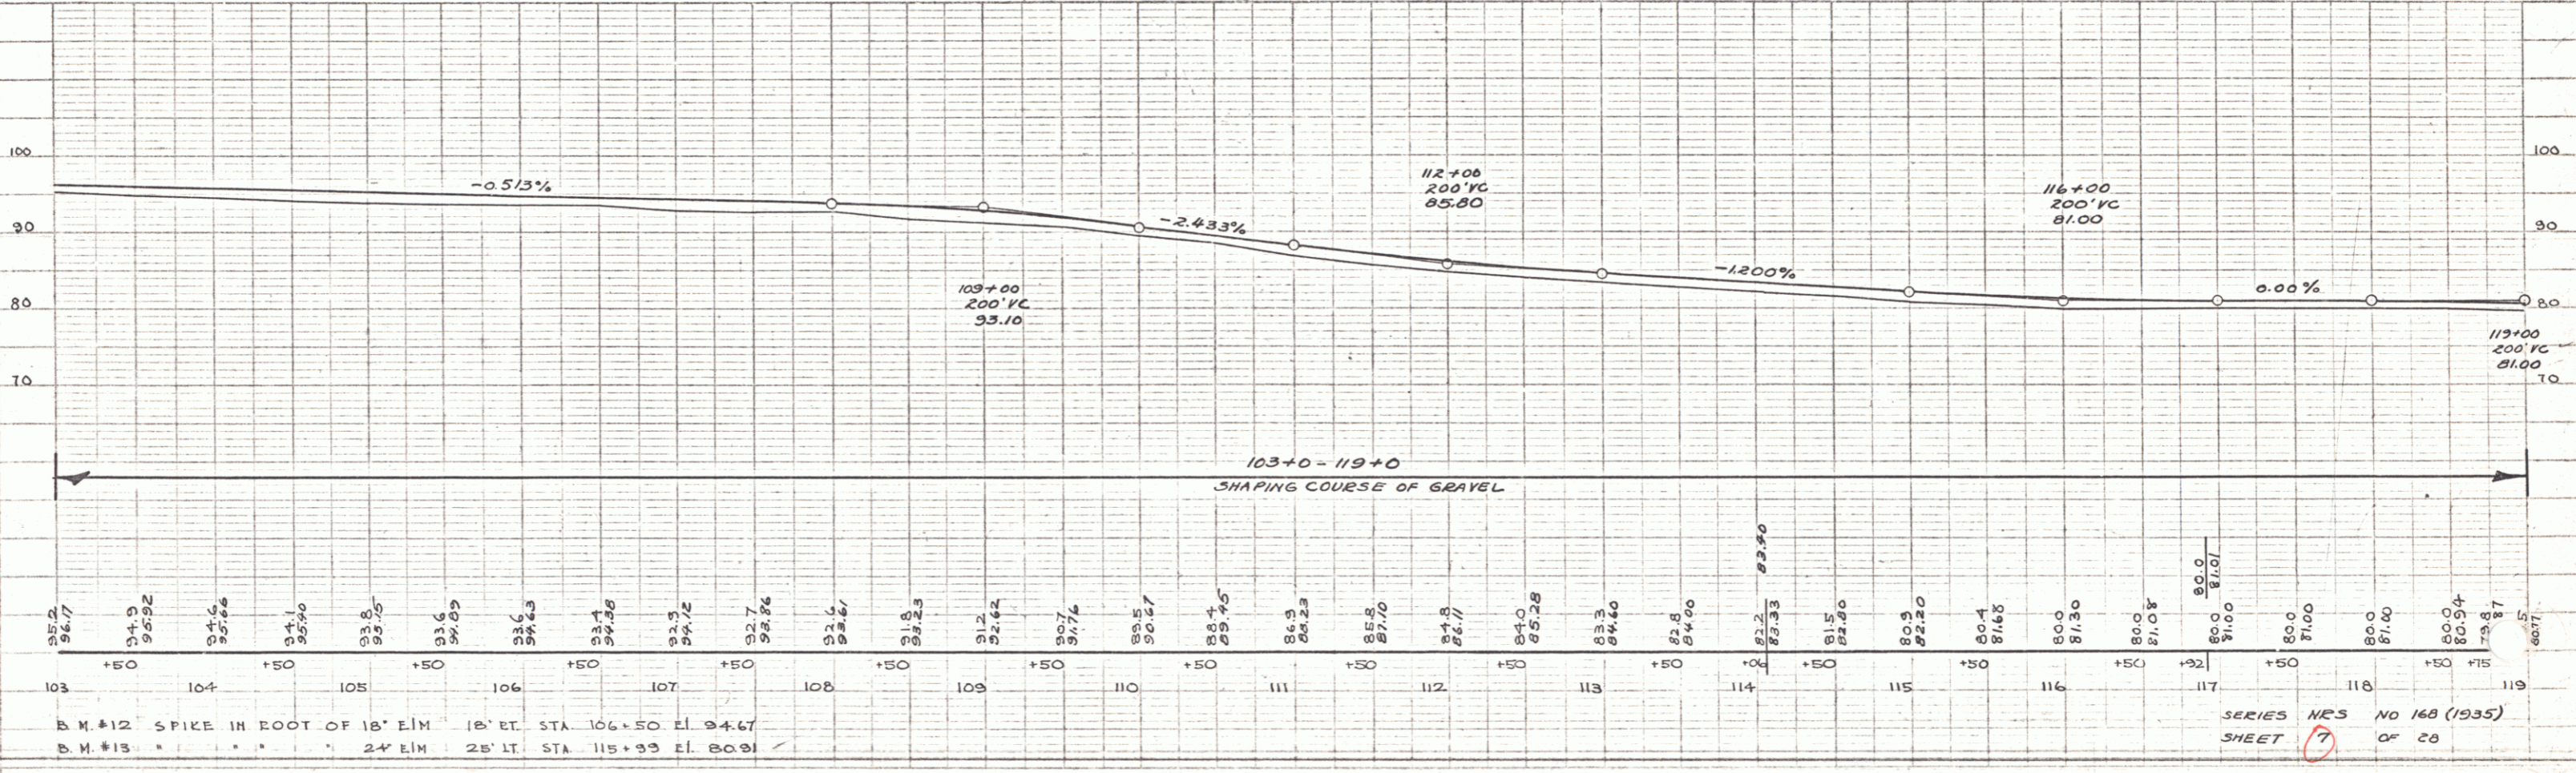 100
90
80
70
100
90
80
70
-0.513%
-2.433%
-1.200%
0.00%
109+00
200'VC
93.10
112+00
200'VC
85.80
116+00
200'VC
81.00
119+00
200'VC
81.00
103+0 - 119+0
SHAPING COURSE OF GRAVEL
95.2 94.9 94.6 94.1 93.8 93.6 93.6 93.4 92.9 92.7 92.6 91.8 91.2 90.7 89.5 88.4 86.9 85.8 84.8 84.0 83.3 82.8 82.2 81.5 80.9 80.4 80.0 80.0 80.0 80.0 80.0 80.0 80.0 79.8
96.17 95.92 95.66 95.40 95.15 94.89 94.63 94.38 94.12 93.86 93.61 93.23 92.62 91.76 90.67 89.45 88.23 87.10 86.11 85.28 84.60 84.00 83.40 83.33 82.80 82.20 81.68 81.30 81.08 81.01 81.00 81.00 81.00 80.94 87 80.77
+50 +50 +50 +50 +50 +50 +50 +50 +50 +50 +50 +06 +50 +50 +50 +92 +50 +50 +75
103 104 105 106 107 108 109 110 111 112 113 114 115 116 117 118 119
B.M. #12 SPIKE IN ROOT OF 18" ElM 18' RT. STA. 106+50 El. 94.67
B.M. #13 " " " " 24" ElM 25' LT. STA. 115+99 El. 80.91
SERIES NRS NO 168 (1935)
SHEET 7 OF 28